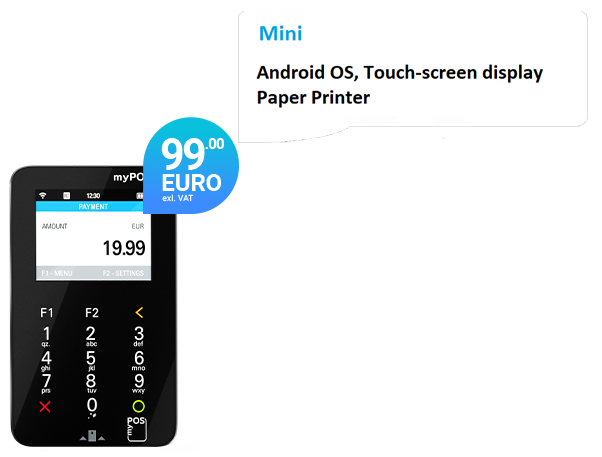 Mini
Android OS, Touch-screen display
Paper Printer
99.00
EURO
excl. VAT
myPO
12:30
PAYMENT
AMOUNT EUR
19.99
F1 - MENU F2 - SETTINGS
F1 F2 <
1 2 3
qz. abc def
4 5 6
ghi jkl mno
7 8 9
prs tuv wxy
0
myPOS